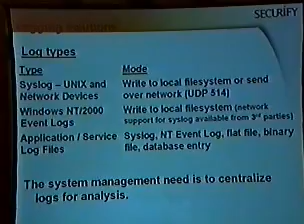 SECURIFY
Log types
Type Mode
Syslog – UNIX and Write to local filesystem or send
Network Devices over network (UDP 514)
Windows NT/2000 Write to local filesystem (network
Event Logs support for syslog available from 3rd parties)
Application / Service Syslog, NT Event Log, flat file, binary
Log Files file, database entry
The system management need is to centralize
logs for analysis.